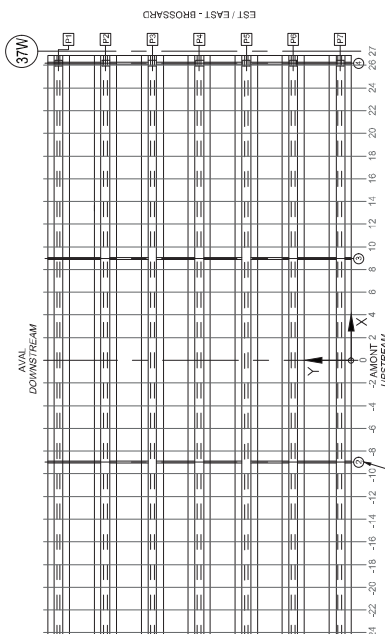 EST / EAST - BROSSARD
37W
P1
P2
P3
P4
P5
P6
P7
27
26
24
22
20
18
16
14
12
10
8
6
4
2
0
-2
-4
-6
-8
-10
-12
-14
-16
-18
-20
-22
24
4
3
2
X
Y
AVAL
DOWNSTREAM
AMONT
UPSTREAM